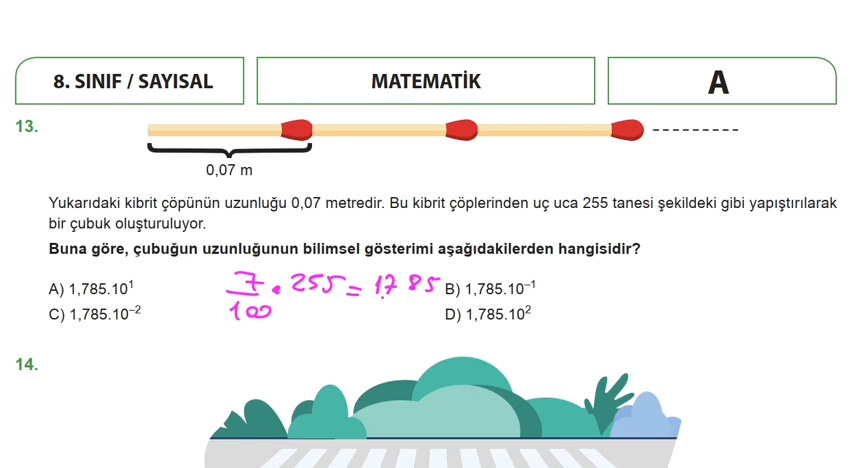 8. SINIF / SAYISAL
MATEMATİK
A
13.
0,07 m
Yukarıdaki kibrit çöpünün uzunluğu 0,07 metredir. Bu kibrit çöplerinden uç uca 255 tanesi şekildeki gibi yapıştırılarak
bir çubuk oluşturuluyor.
Buna göre, çubuğun uzunluğunun bilimsel gösterimi aşağıdakilerden hangisidir?
A) 1,785.10¹
7/100 . 255 = 17.85
B) 1,785.10⁻¹
C) 1,785.10⁻²
D) 1,785.10²
14.